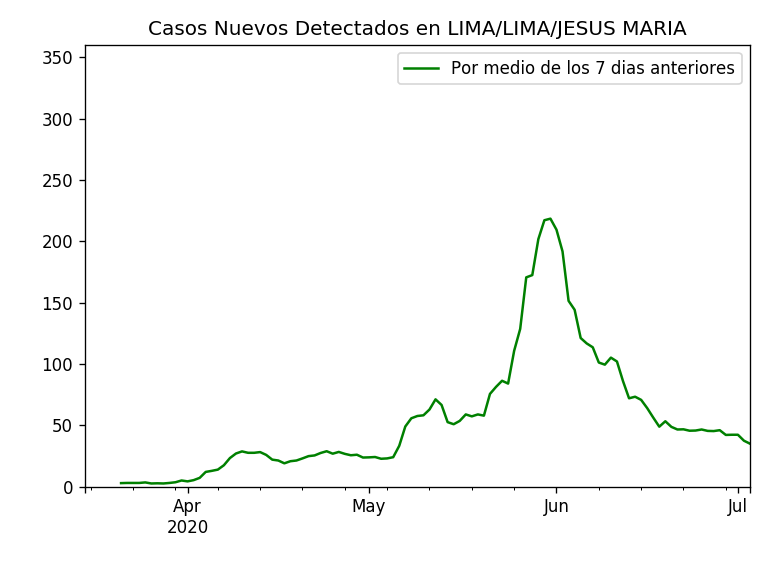 Casos Nuevos Detectados en LIMA/LIMA/JESUS MARIA
Por medio de los 7 dias anteriores
350
300
250
200
150
100
50
0
Apr
2020
May
Jun
Jul